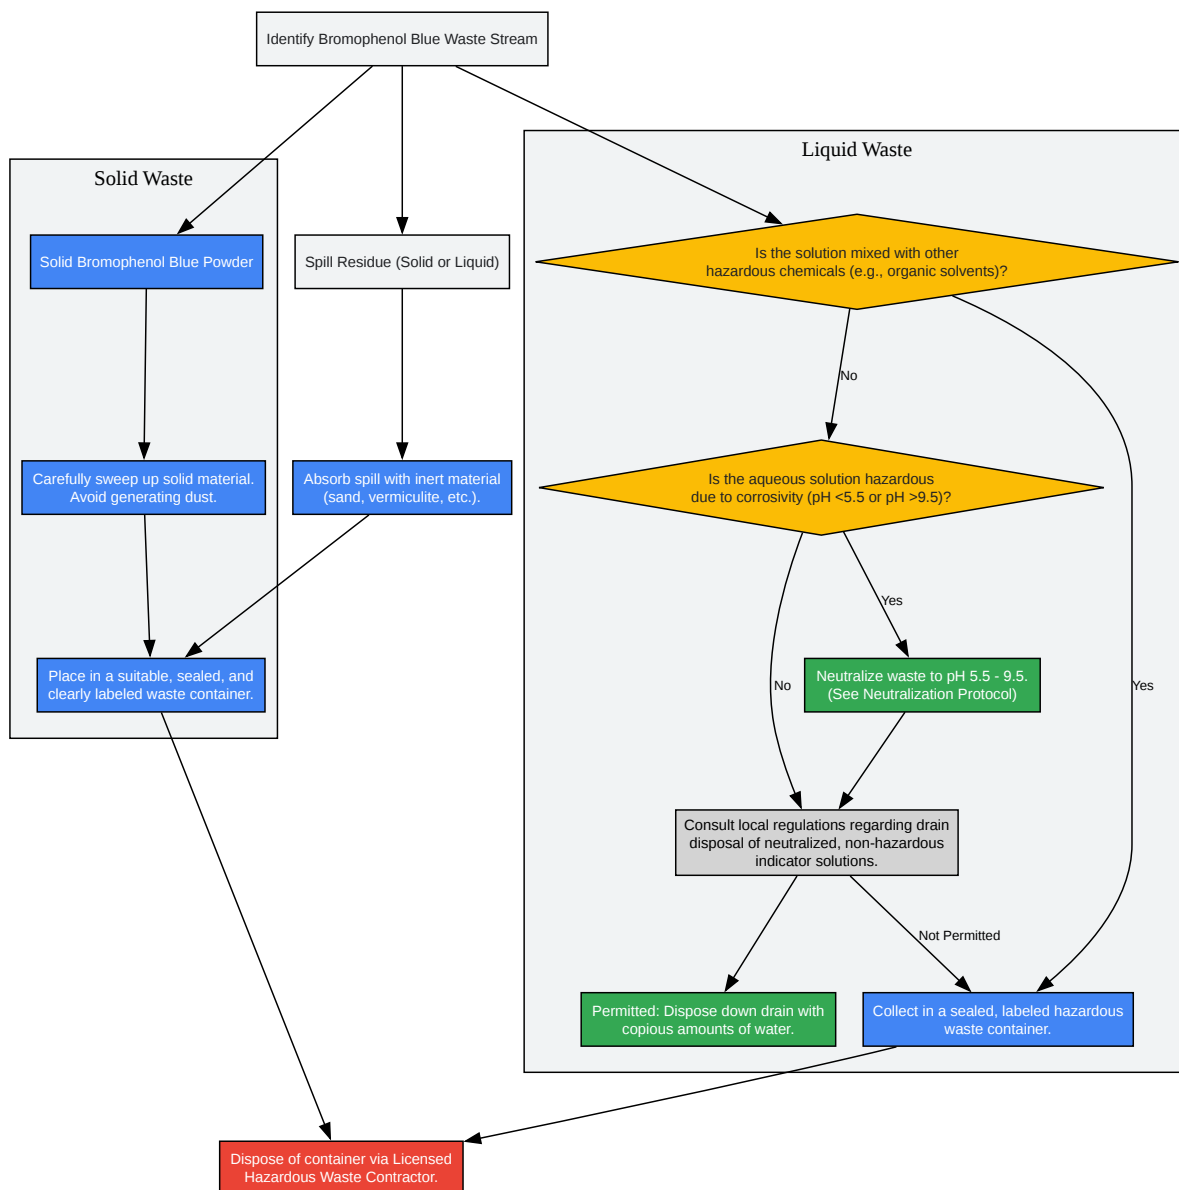 Identify Bromophenol Blue Waste Stream
Liquid Waste
Solid Waste
Solid Bromophenol Blue Powder
Spill Residue (Solid or Liquid)
Is the solution mixed with other
hazardous chemicals (e.g., organic solvents)?
No
Carefully sweep up solid material.
Avoid generating dust.
Absorb spill with inert material
(sand, vermiculite, etc.).
Is the aqueous solution hazardous
due to corrosivity (pH <5.5 or pH >9.5)?
Yes
Place in a suitable, sealed, and
clearly labeled waste container.
No
Neutralize waste to pH 5.5 - 9.5.
(See Neutralization Protocol)
Yes
Consult local regulations regarding drain
disposal of neutralized, non-hazardous
indicator solutions.
Not Permitted
Permitted: Dispose down drain with
copious amounts of water.
Collect in a sealed, labeled hazardous
waste container.
Dispose of container via Licensed
Hazardous Waste Contractor.